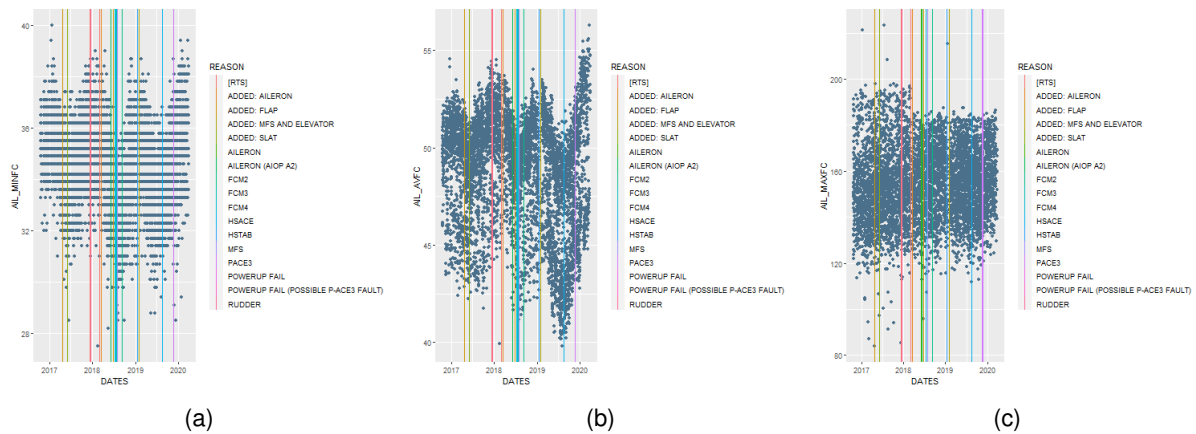 40
36
32
28
AIL_MINFC
2017 2018 2019 2020
DATES
REASON
[RTS]
ADDED: AILERON
ADDED: FLAP
ADDED: MFS AND ELEVATOR
ADDED: SLAT
AILERON
AILERON (AIOP A2)
FCM2
FCM3
FCM4
HSACE
HSTAB
MFS
PACE3
POWERUP FAIL
POWERUP FAIL (POSSIBLE P-ACE3 FAULT)
RUDDER
(a)
55
50
45
40
AIL_AVFC
2017 2018 2019 2020
DATES
REASON
[RTS]
ADDED: AILERON
ADDED: FLAP
ADDED: MFS AND ELEVATOR
ADDED: SLAT
AILERON
AILERON (AIOP A2)
FCM2
FCM3
FCM4
HSACE
HSTAB
MFS
PACE3
POWERUP FAIL
POWERUP FAIL (POSSIBLE P-ACE3 FAULT)
RUDDER
(b)
200
160
120
80
AIL_MAXFC
2017 2018 2019 2020
DATES
REASON
[RTS]
ADDED: AILERON
ADDED: FLAP
ADDED: MFS AND ELEVATOR
ADDED: SLAT
AILERON
AILERON (AIOP A2)
FCM2
FCM3
FCM4
HSACE
HSTAB
MFS
PACE3
POWERUP FAIL
POWERUP FAIL (POSSIBLE P-ACE3 FAULT)
RUDDER
(c)